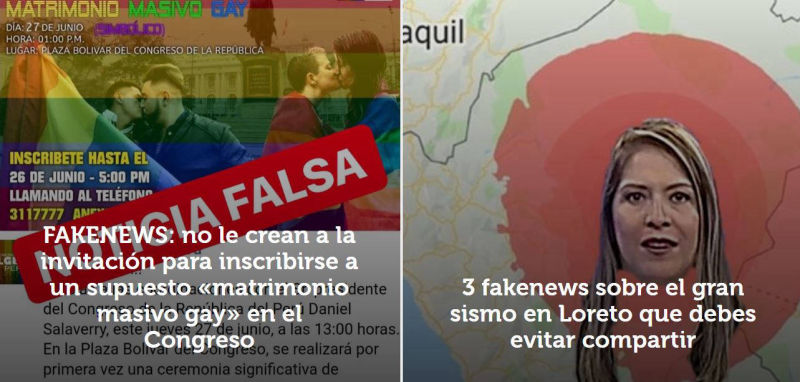 MATRIMONIO MASIVO GAY
(SIMBÓLICO)
DÍA: 27 DE JUNIO
HORA: 01:00 P.M.
LUGAR: PLAZA BOLIVAR DEL CONGRESO DE LA REPÚBLICA
INSCRIBETE HASTA EL
26 DE JUNIO - 5:00 PM
LLAMANDO AL TELÉFONO
3117777
NOTICIA FALSA
FAKENEWS: no le crean a la
invitación para inscribirse a
un supuesto «matrimonio
masivo gay» en el
Congreso
del Congreso de la República del Perú Daniel
Salaverry, este jueves 27 de junio, a las 13:00 horas.
En la Plaza Bolívar del Congreso, se realizará por
primera vez una ceremonia significativa de
aquil
3 fakenews sobre el gran
sismo en Loreto que debes
evitar compartir